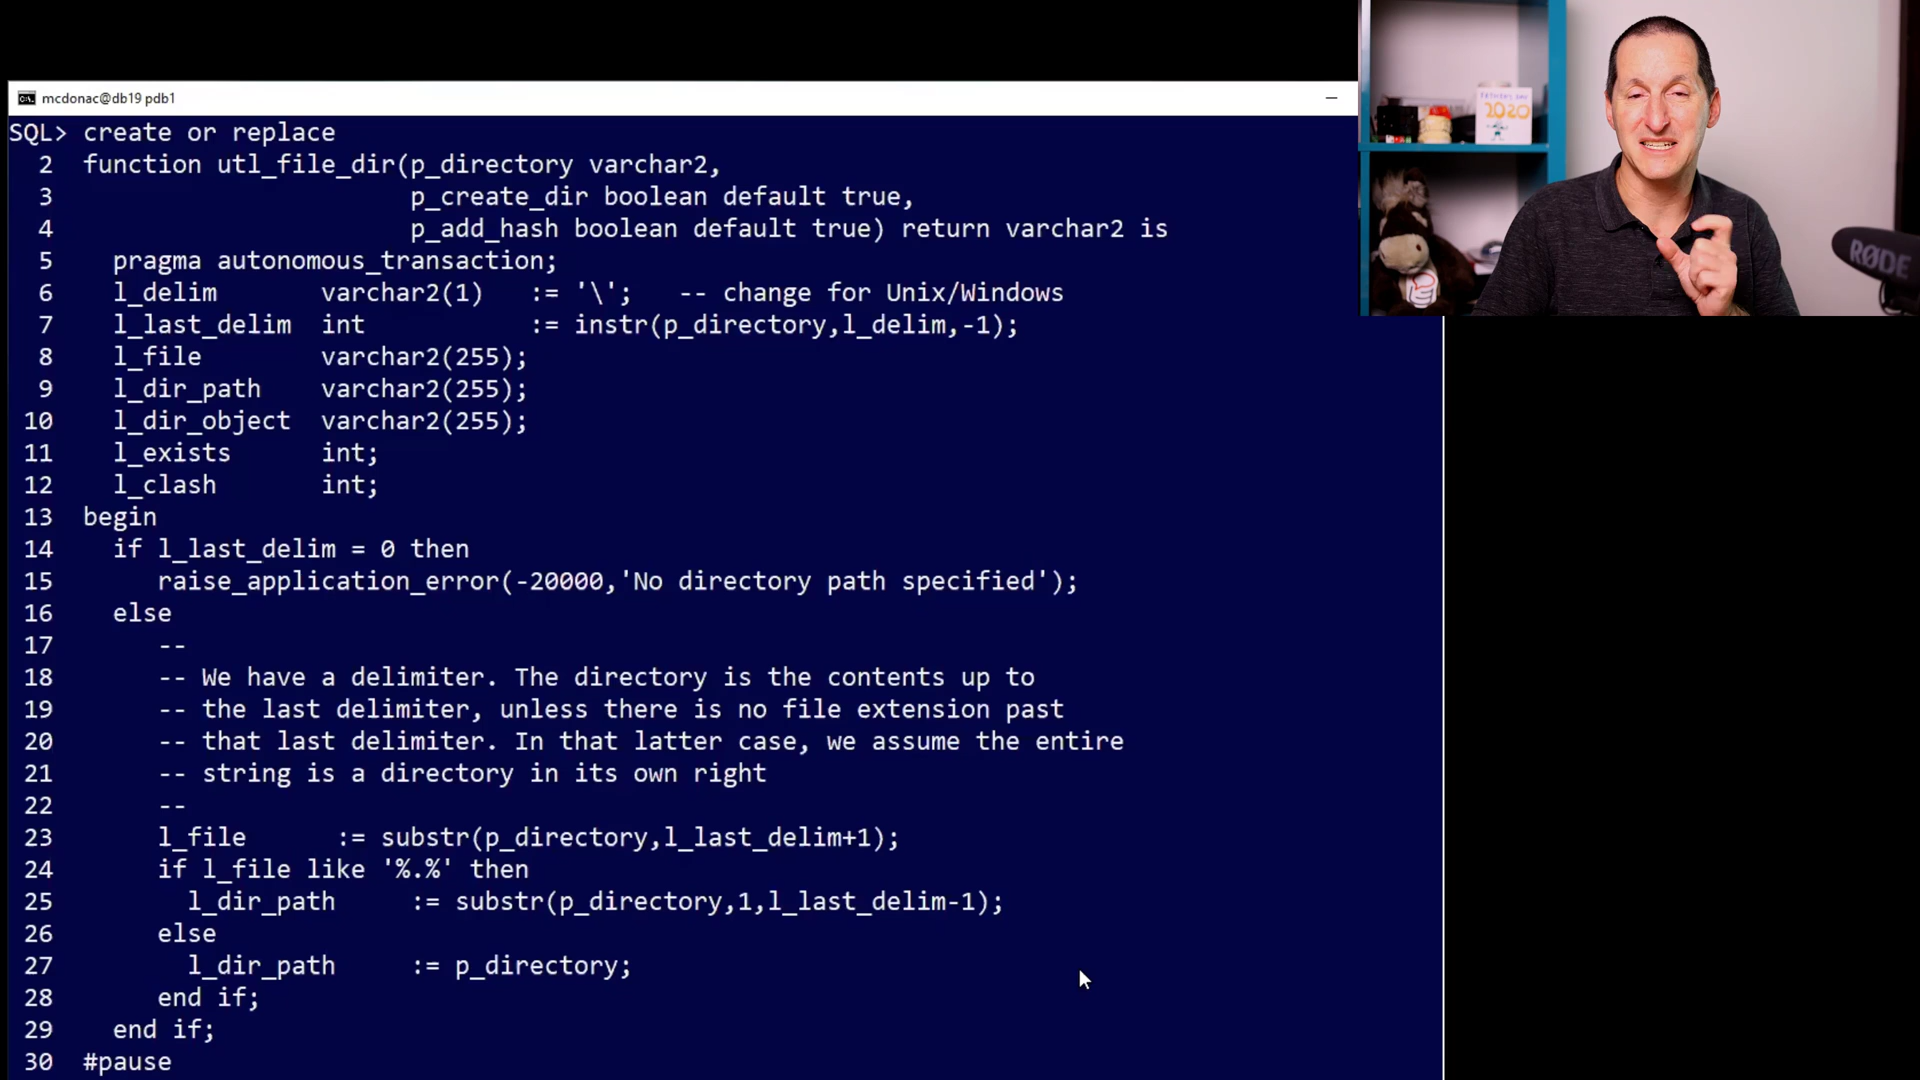 mcdonac@db19 pdb1
SQL> create or replace
2 function utl_file_dir(p_directory varchar2,
3 p_create_dir boolean default true,
4 p_add_hash boolean default true) return varchar2 is
5 pragma autonomous_transaction;
6 l_delim varchar2(1) := '\'; -- change for Unix/Windows
7 l_last_delim int := instr(p_directory,l_delim,-1);
8 l_file varchar2(255);
9 l_dir_path varchar2(255);
10 l_dir_object varchar2(255);
11 l_exists int;
12 l_clash int;
13 begin
14 if l_last_delim = 0 then
15 raise_application_error(-20000,'No directory path specified');
16 else
17 --
18 -- We have a delimiter. The directory is the contents up to
19 -- the last delimiter, unless there is no file extension past
20 -- that last delimiter. In that latter case, we assume the entire
21 -- string is a directory in its own right
22 --
23 l_file := substr(p_directory,l_last_delim+1);
24 if l_file like '%.%' then
25 l_dir_path := substr(p_directory,1,l_last_delim-1);
26 else
27 l_dir_path := p_directory;
28 end if;
29 end if;
30 #pause
2020
RØDE